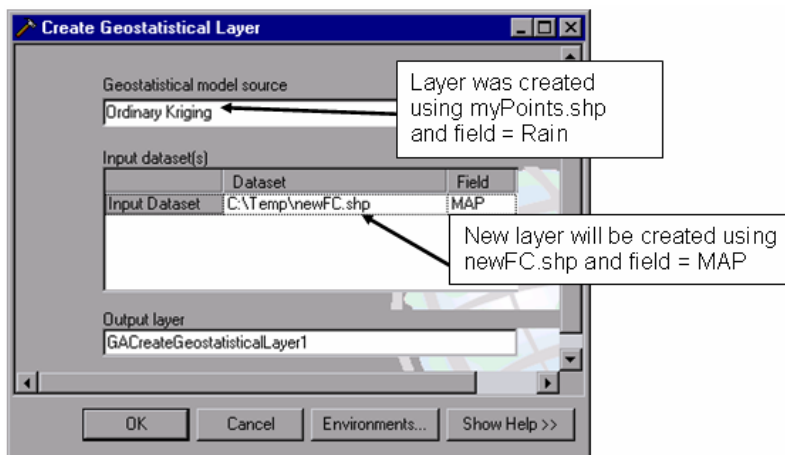 Create Geostatistical Layer
Geostatistical model source
Ordinary Kriging
Layer was created
using myPoints.shp
and field = Rain
Input dataset(s)
Dataset Field
Input Dataset C:\Temp\newFC.shp MAP
New layer will be created using
newFC.shp and field = MAP
Output layer
GACreateGeostatisticalLayer1
OK Cancel Environments... Show Help >>